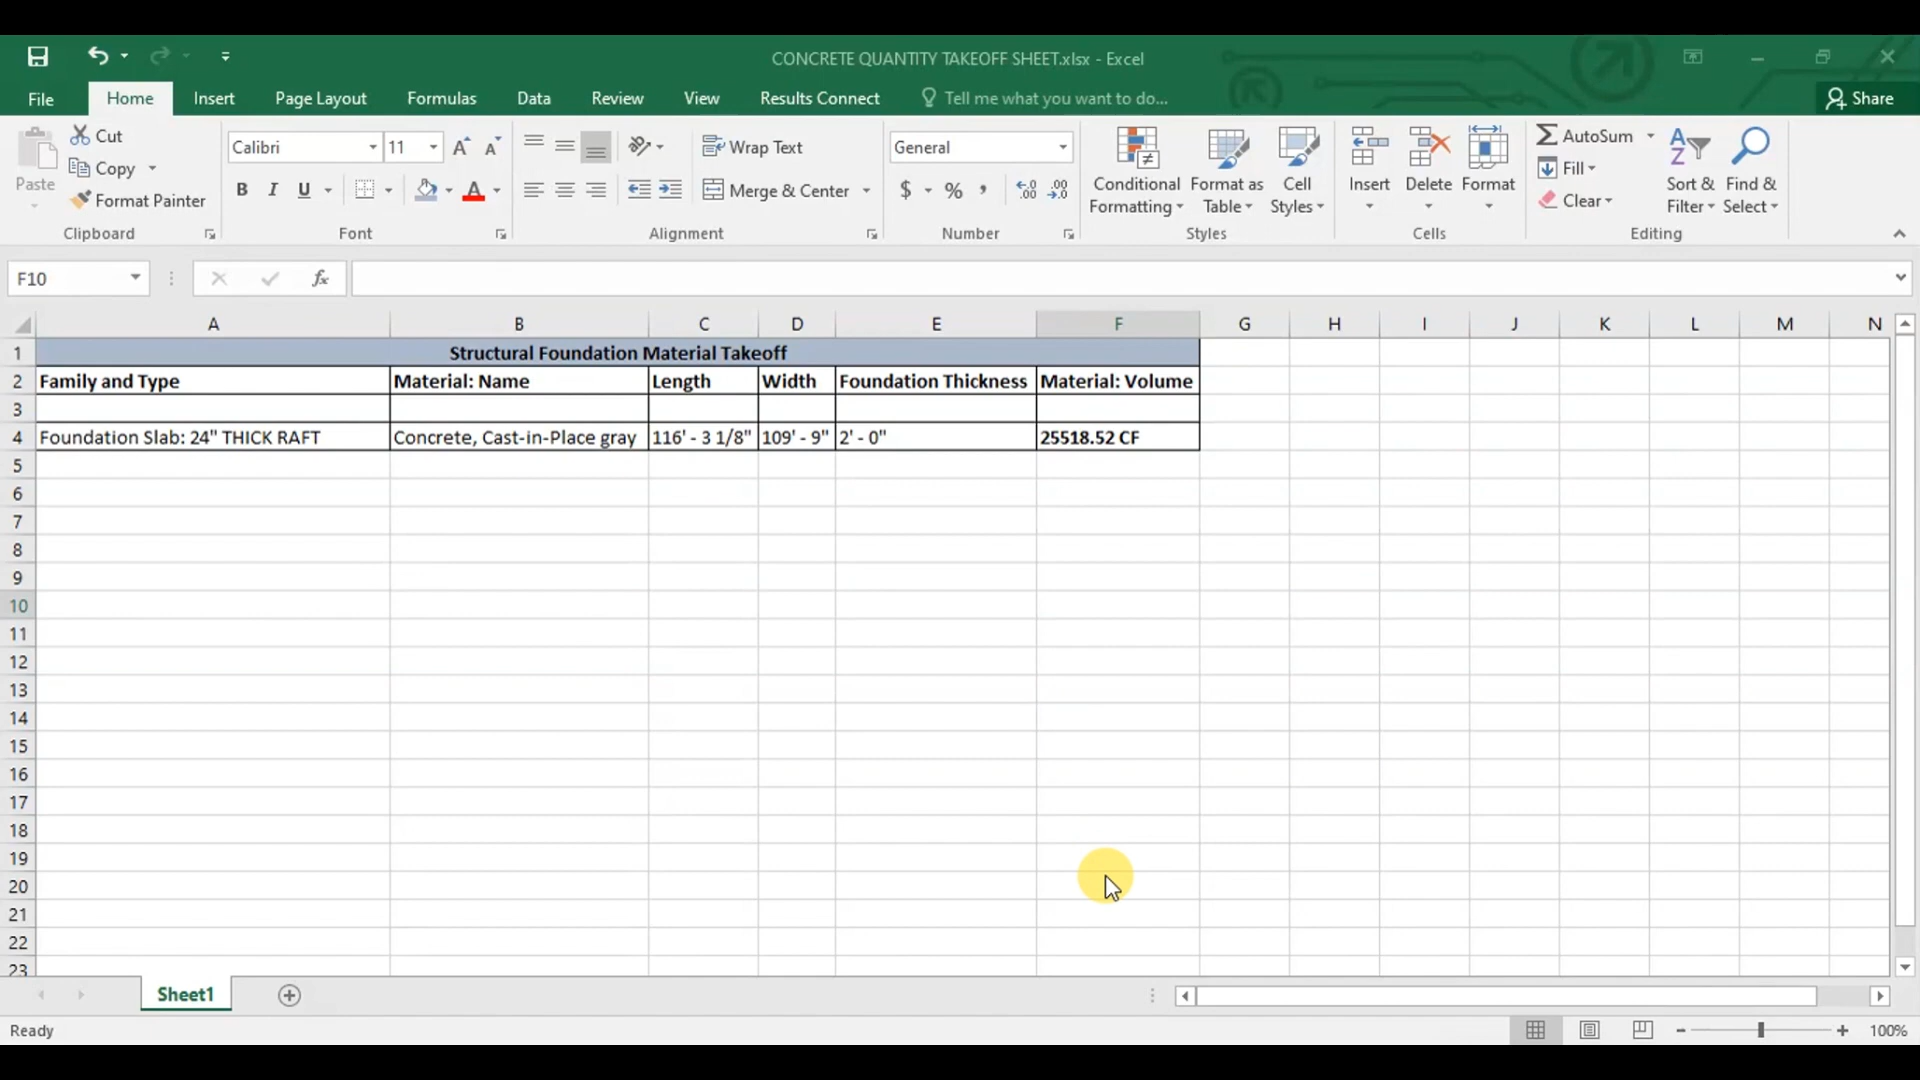 CONCRETE QUANTITY TAKEOFF SHEET.xlsx - Excel
File Home Insert Page Layout Formulas Data Review View Results Connect Tell me what you want to do... Share
Paste
Cut
Copy
Format Painter
Clipboard
Calibri 11
B I U
Font
Wrap Text
Merge & Center
Alignment
General
$ % ,
Number
Conditional Formatting
Format as Table
Cell Styles
Styles
Insert Delete Format
Cells
AutoSum
Fill
Clear
Sort & Filter
Find & Select
Editing
F10 fx
A B C D E F G H I J K L M N
1 Structural Foundation Material Takeoff
2 Family and Type Material: Name Length Width Foundation Thickness Material: Volume
3
4 Foundation Slab: 24" THICK RAFT Concrete, Cast-in-Place gray 116' - 3 1/8" 109' - 9" 2' - 0" 25518.52 CF
5
6
7
8
9
10
11
12
13
14
15
16
17
18
19
20
21
22
23
Sheet1
Ready 100%